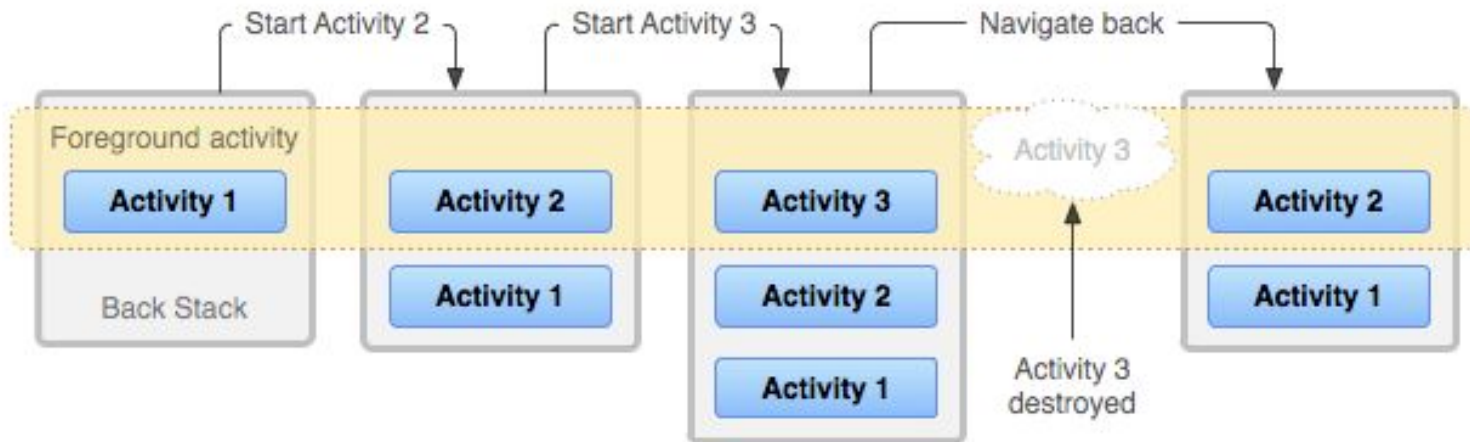 Start Activity 2
Start Activity 3
Navigate back
Foreground activity
Activity 1
Back Stack
Activity 2
Activity 1
Activity 3
Activity 2
Activity 1
Activity 3
Activity 3
destroyed
Activity 2
Activity 1